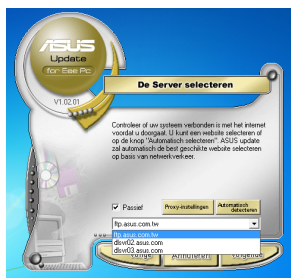 ASUS
Update
for Eee Pc
V1.02.01
De Server selecteren
Controleer of uw systeem verbonden is met het internet
voordat u doorgaat. U kunt een website selecteren of
op de knop "Automatisch selecteren". ASUS update
zal automatisch de best geschikte website selecteren
op basis van netwerkverkeer.
Passief
Proxy-instellingen
Automatisch
detecteren
ftp.asus.com.tw
ftp.asus.com.tw
dlsvr02.asus.com
dlsvr03.asus.com
Vorige
Annuleren
Volgende